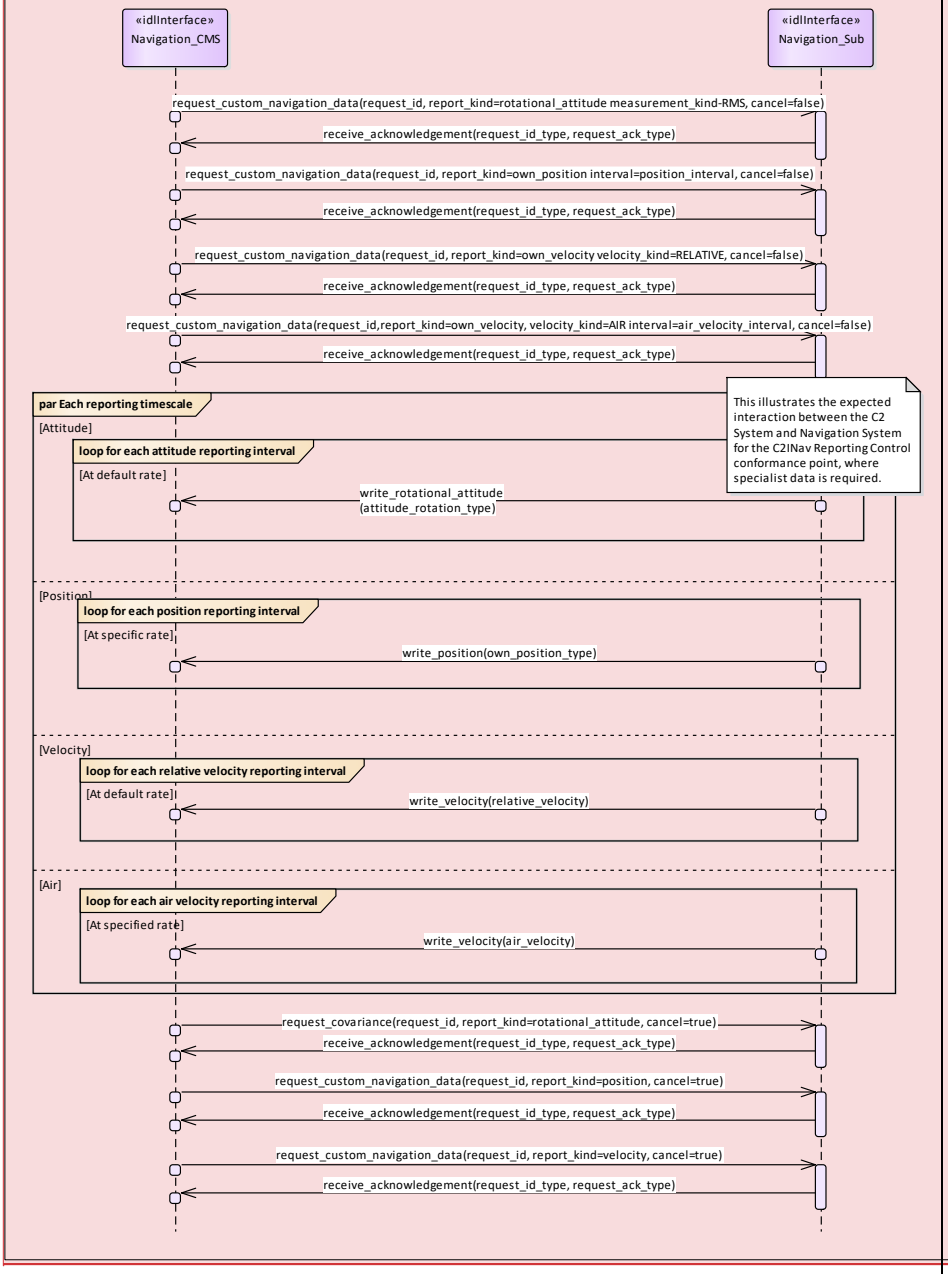 «idlInterface»
Navigation_CMS
«idlInterface»
Navigation_Sub
request_custom_navigation_data(request_id, report_kind=rotational_attitude measurement_kind-RMS, cancel=false)
receive_acknowledgement(request_id_type, request_ack_type)
request_custom_navigation_data(request_id, report_kind=own_position interval=position_interval, cancel=false)
receive_acknowledgement(request_id_type, request_ack_type)
request_custom_navigation_data(request_id, report_kind=own_velocity velocity_kind=RELATIVE, cancel=false)
receive_acknowledgement(request_id_type, request_ack_type)
request_custom_navigation_data(request_id,report_kind=own_velocity, velocity_kind=AIR interval=air_velocity_interval, cancel=false)
receive_acknowledgement(request_id_type, request_ack_type)
This illustrates the expected
interaction between the C2
System and Navigation System
for the C2INav Reporting Control
conformance point, where
specialist data is required.
par Each reporting timescale
[Attitude]
loop for each attitude reporting interval
[At default rate]
write_rotational_attitude
(attitude_rotation_type)
[Position]
loop for each position reporting interval
[At specific rate]
write_position(own_position_type)
[Velocity]
loop for each relative velocity reporting interval
[At default rate]
write_velocity(relative_velocity)
[Air]
loop for each air velocity reporting interval
[At specified rate]
write_velocity(air_velocity)
request_covariance(request_id, report_kind=rotational_attitude, cancel=true)
receive_acknowledgement(request_id_type, request_ack_type)
request_custom_navigation_data(request_id, report_kind=position, cancel=true)
receive_acknowledgement(request_id_type, request_ack_type)
request_custom_navigation_data(request_id, report_kind=velocity, cancel=true)
receive_acknowledgement(request_id_type, request_ack_type)